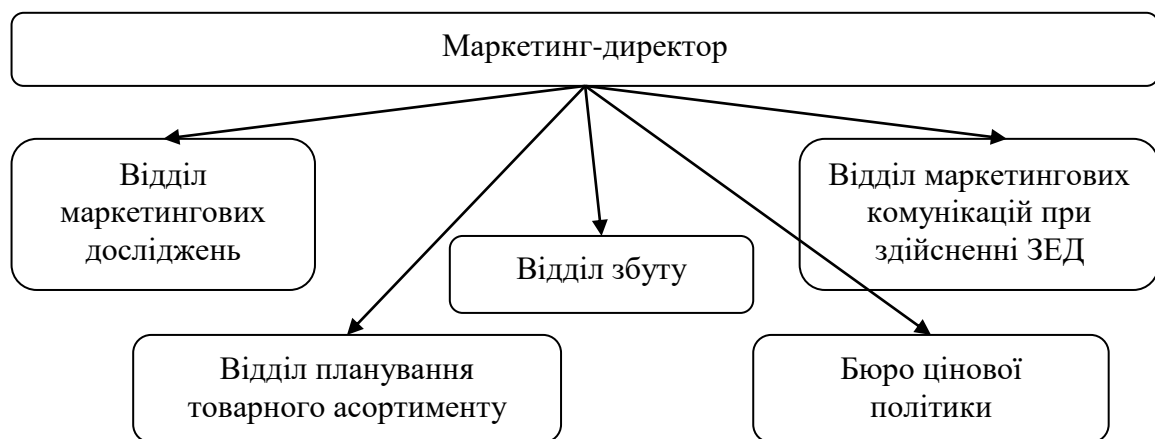 Маркетинг-директор
Відділ
маркетингових
досліджень
Відділ маркетингових
комунікацій при
здійсненні ЗЕД
Відділ збуту
Відділ планування
товарного асортименту
Бюро цінової
політики